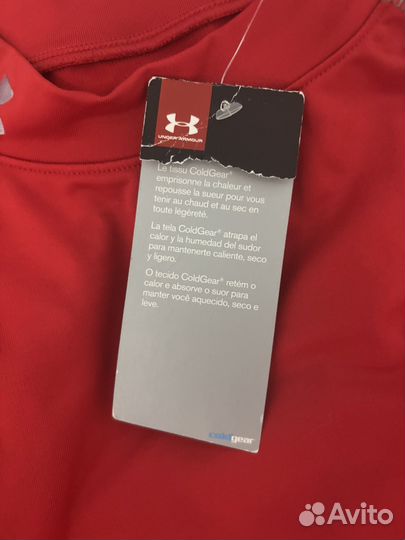 UNDER ARMOUR
Le tissu ColdGear®
emprisonne la chaleur et
repousse la sueur pour vous
tenir au chaud et au sec en
toute légèreté.
La tela ColdGear® atrapa el
calor y la humedad del sudor
para mantenerte caliente, seco
y ligero.
O tecido ColdGear® retém o
calor e absorve o suor para
manter você aquecido, seco e
leve.
coldgear
Avito